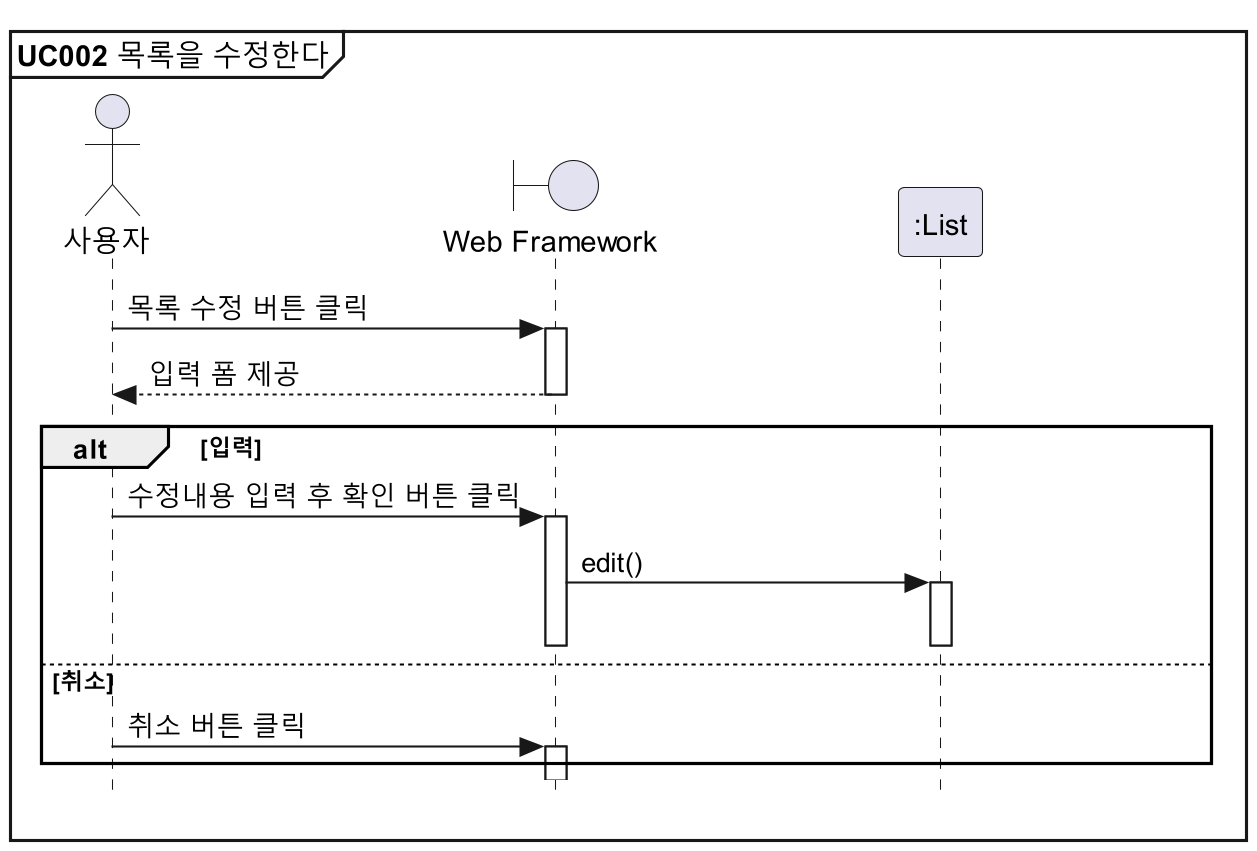 UC002 목록을 수정한다
사용자
Web Framework
:List
목록 수정 버튼 클릭
입력 폼 제공
alt [입력]
수정내용 입력 후 확인 버튼 클릭
edit()
[취소]
취소 버튼 클릭